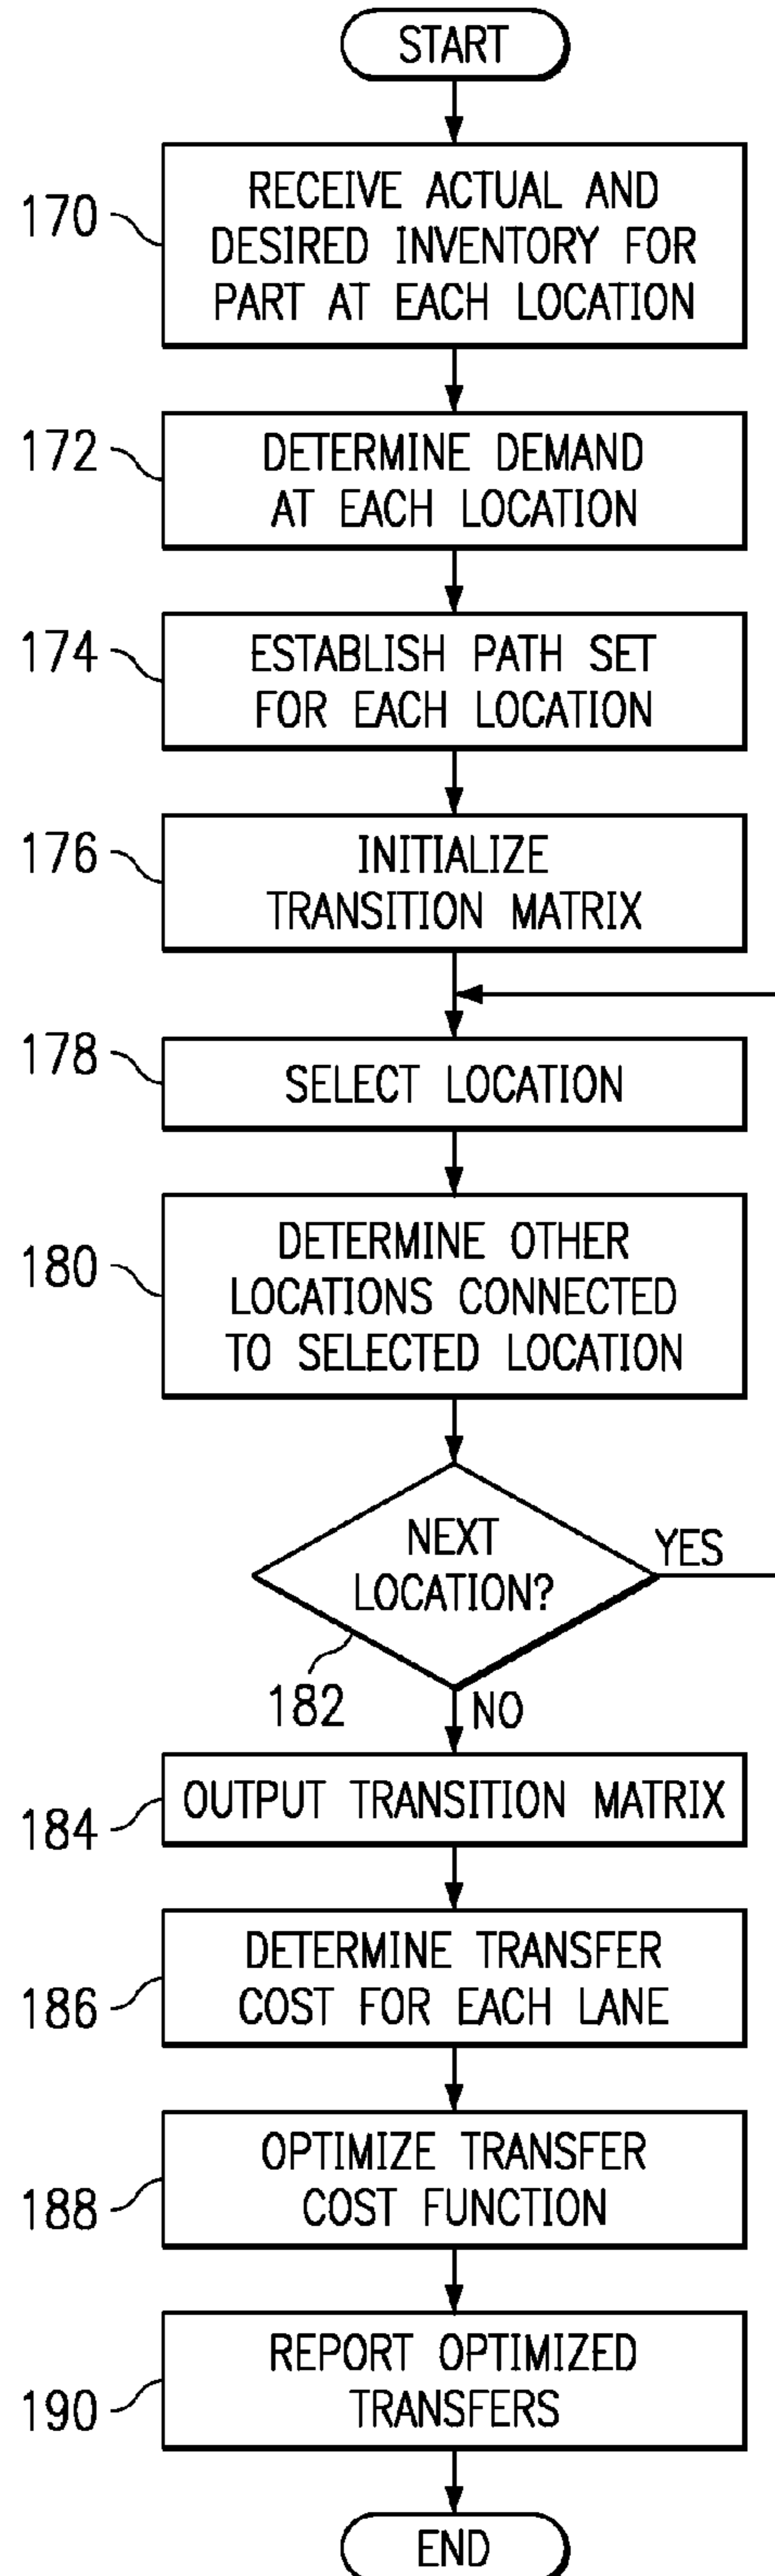 START
170
RECEIVE ACTUAL AND
DESIRED INVENTORY FOR
PART AT EACH LOCATION
172
DETERMINE DEMAND
AT EACH LOCATION
174
ESTABLISH PATH SET
FOR EACH LOCATION
176
INITIALIZE
TRANSITION MATRIX
178
SELECT LOCATION
180
DETERMINE OTHER
LOCATIONS CONNECTED
TO SELECTED LOCATION
NEXT
LOCATION?
YES
182
NO
184
OUTPUT TRANSITION MATRIX
186
DETERMINE TRANSFER
COST FOR EACH LANE
188
OPTIMIZE TRANSFER
COST FUNCTION
190
REPORT OPTIMIZED
TRANSFERS
END